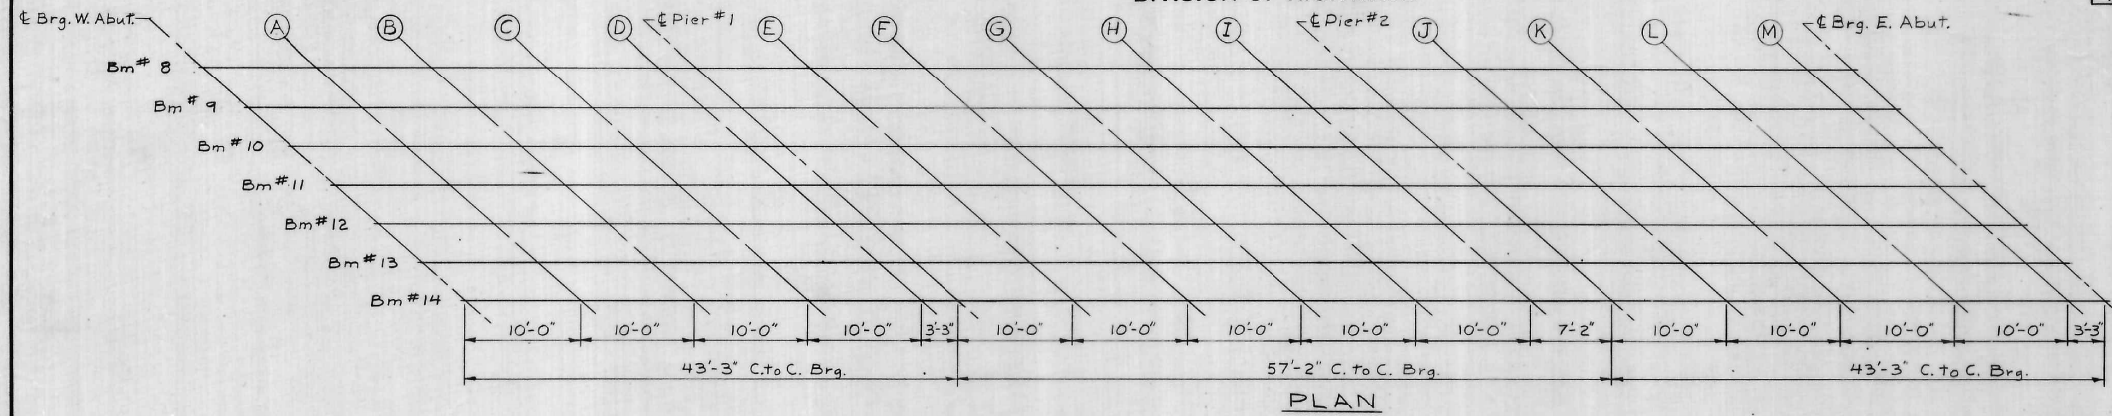 DIVISION OF
℄ Brg. W. Abut.
A
B
C
D
℄ Pier #1
E
F
G
H
I
℄ Pier #2
J
K
L
M
℄ Brg. E. Abut.
Bm # 8
Bm # 9
Bm # 10
Bm # 11
Bm # 12
Bm # 13
Bm # 14
10'-0" 10'-0" 10'-0" 10'-0" 3'-3" 10'-0" 10'-0" 10'-0" 10'-0" 10'-0" 7'-2" 10'-0" 10'-0" 10'-0" 10'-0" 3'-3"
43'-3" C. to C. Brg. 57'-2" C. to C. Brg. 43'-3" C. to C. Brg.
PLAN